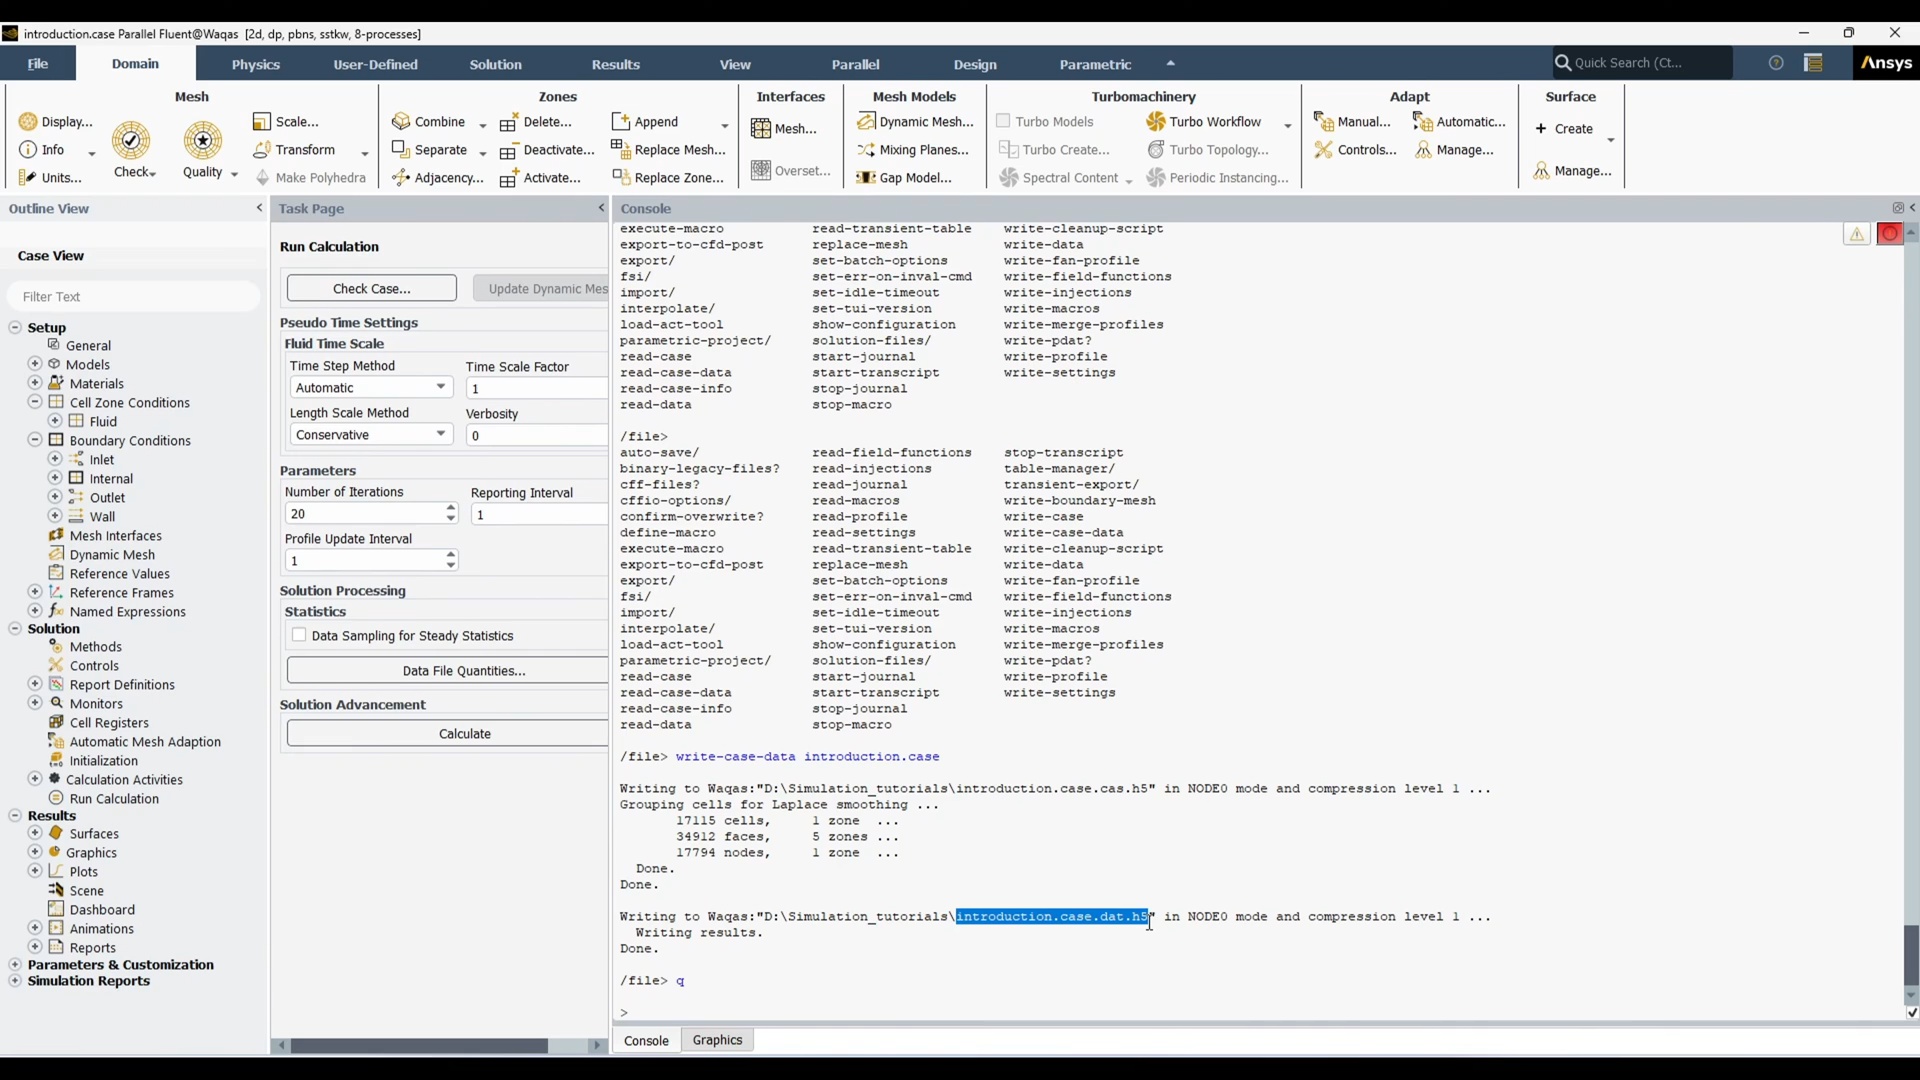 introduction.case Parallel Fluent@Waqas [2d, dp, pbns, sstkw, 8-processes]
File Domain Physics User-Defined Solution Results View Parallel Design Parametric Quick Search (Ct... Ansys
Mesh Zones Interfaces Mesh Models Turbomachinery Adapt Surface
Display... Scale... Combine Delete... Append Mesh... Dynamic Mesh... Turbo Models Turbo Workflow Manual... Automatic... + Create
Info Transform Separate Deactivate... Replace Mesh... Mixing Planes... Turbo Create... Turbo Topology... Controls... Manage...
Check Quality Overset... Manage...
Units... Make Polyhedra Adjacency... Activate... Replace Zone... Gap Model... Spectral Content Periodic Instancing...
Outline View
Case View
Filter Text
Setup
General
Models
Materials
Cell Zone Conditions
Fluid
Boundary Conditions
Inlet
Internal
Outlet
Wall
Mesh Interfaces
Dynamic Mesh
Reference Values
Reference Frames
Named Expressions
Solution
Methods
Controls
Report Definitions
Monitors
Cell Registers
Automatic Mesh Adaption
Initialization
Calculation Activities
Run Calculation
Results
Surfaces
Graphics
Plots
Scene
Dashboard
Animations
Reports
Parameters & Customization
Simulation Reports
Task Page
Run Calculation
Check Case... Update Dynamic Mes
Pseudo Time Settings
Fluid Time Scale
Time Step Method Time Scale Factor
Automatic 1
Length Scale Method Verbosity
Conservative 0
Parameters
Number of Iterations Reporting Interval
20 1
Profile Update Interval
1
Solution Processing
Statistics
Data Sampling for Steady Statistics
Data File Quantities...
Solution Advancement
Calculate
Console
execute-macro read-transient-table write-cleanup-script
export-to-cfd-post replace-mesh write-data
export/ set-batch-options write-fan-profile
fsi/ set-err-on-inval-cmd write-field-functions
import/ set-idle-timeout write-injections
interpolate/ set-tui-version write-macros
load-act-tool show-configuration write-merge-profiles
parametric-project/ solution-files/ write-pdat?
read-case start-journal write-profile
read-case-data start-transcript write-settings
read-case-info stop-journal
read-data stop-macro
/file>
auto-save/ read-field-functions stop-transcript
binary-legacy-files? read-injections table-manager/
cff-files? read-journal transient-export/
cffio-options/ read-macros write-boundary-mesh
confirm-overwrite? read-profile write-case
define-macro read-settings write-case-data
execute-macro read-transient-table write-cleanup-script
export-to-cfd-post replace-mesh write-data
export/ set-batch-options write-fan-profile
fsi/ set-err-on-inval-cmd write-field-functions
import/ set-idle-timeout write-injections
interpolate/ set-tui-version write-macros
load-act-tool show-configuration write-merge-profiles
parametric-project/ solution-files/ write-pdat?
read-case start-journal write-profile
read-case-data start-transcript write-settings
read-case-info stop-journal
read-data stop-macro
/file> write-case-data introduction.case
Writing to Waqas:"D:\Simulation_tutorials\introduction.case.cas.h5" in NODE0 mode and compression level 1 ...
Grouping cells for Laplace smoothing ...
17115 cells, 1 zone ...
34912 faces, 5 zones ...
17794 nodes, 1 zone ...
Done.
Done.
Writing to Waqas:"D:\Simulation_tutorials\introduction.case.dat.h5" in NODE0 mode and compression level 1 ...
Writing results.
Done.
/file> q
>
Console Graphics